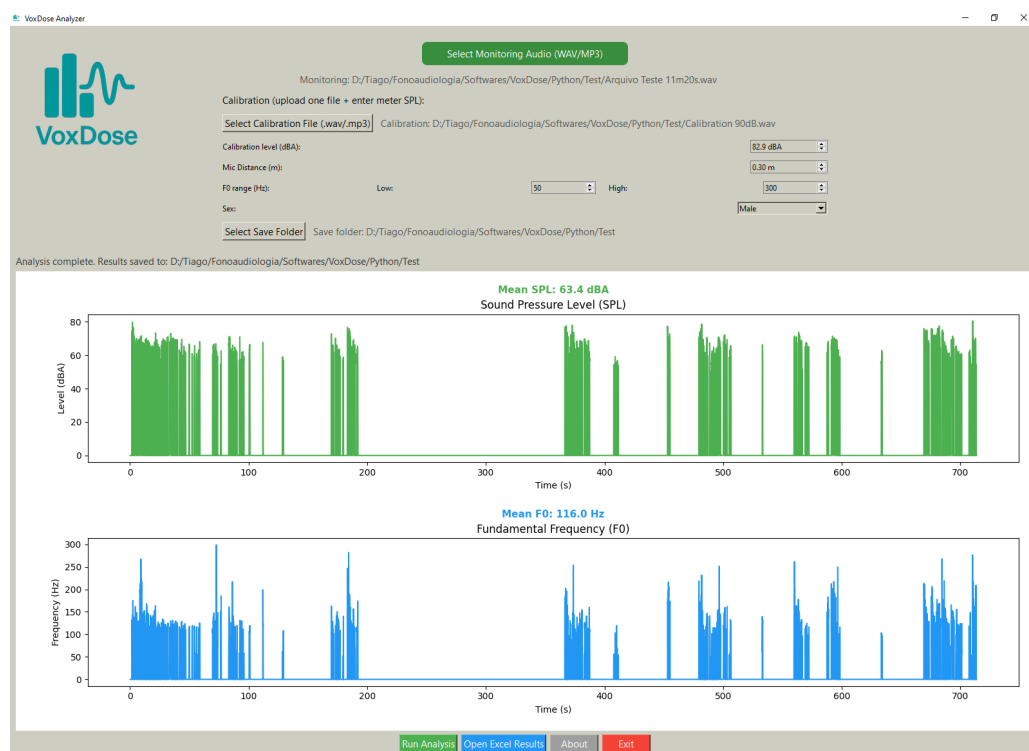 VoxDose Analyzer
Select Monitoring Audio (WAV/MP3)
Monitoring: D:/Tiago/Fonoaudiologia/Softwares/VoxDose/Python/Test/Arquivo Teste 11m20s.wav
VoxDose
Calibration (upload one file + enter meter SPL):
Select Calibration File (.wav/.mp3) Calibration: D:/Tiago/Fonoaudiologia/Softwares/VoxDose/Python/Test/Calibration 90dB.wav
Calibration level (dBA): 82.9 dBA
Mic Distance (m): 0.30 m
F0 range (Hz): Low: 50 High: 300
Sex: Male
Select Save Folder Save folder: D:/Tiago/Fonoaudiologia/Softwares/VoxDose/Python/Test
Analysis complete. Results saved to: D:/Tiago/Fonoaudiologia/Softwares/VoxDose/Python/Test
Mean SPL: 63.4 dBA
Sound Pressure Level (SPL)
Level (dBA)
80
60
40
20
0
0 100 200 300 400 500 600 700
Time (s)
Mean F0: 116.0 Hz
Fundamental Frequency (F0)
Frequency (Hz)
300
250
200
150
100
50
0
0 100 200 300 400 500 600 700
Time (s)
Run Analysis Open Excel Results About Exit